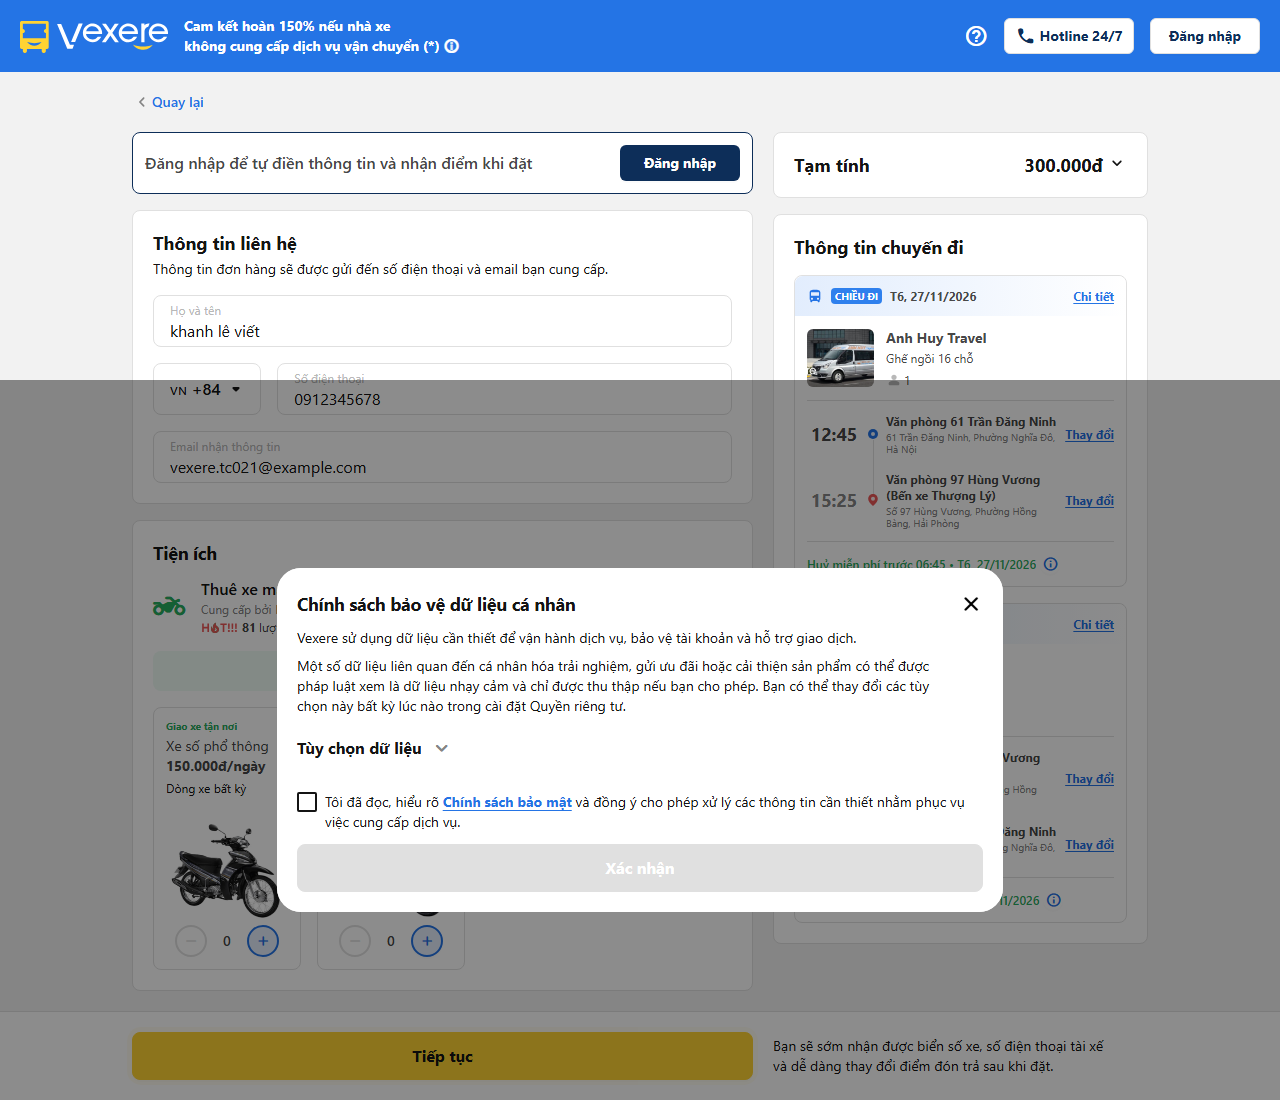 vexere
Cam kết hoàn 150% nếu nhà xe
không cung cấp dịch vụ vận chuyển (*)
Hotline 24/7
Đăng nhập
Quay lại
Đăng nhập để tự điền thông tin và nhận điểm khi đặt
Đăng nhập
Thông tin liên hệ
Thông tin đơn hàng sẽ được gửi đến số điện thoại và email bạn cung cấp.
Họ và tên
khanh lê viết
VN +84
Số điện thoại
0912345678
Email nhận thông tin
vexere.tc021@example.com
Tiện ích
Thuê xe m
Cung cấp bởi
HOT!!! 81 lượ
Giao xe tận nơi
Xe số phổ thông
150.000đ/ngày
Dòng xe bất kỳ
0
0
Tạm tính
300.000đ
Thông tin chuyến đi
CHIỀU ĐI
T6, 27/11/2026
Chi tiết
Anh Huy Travel
Ghế ngồi 16 chỗ
1
12:45
Văn phòng 61 Trần Đăng Ninh
61 Trần Đăng Ninh, Phường Nghĩa Đô,
Hà Nội
Thay đổi
15:25
Văn phòng 97 Hùng Vương
(Bến xe Thượng Lý)
Số 97 Hùng Vương, Phường Hồng
Bàng, Hải Phòng
Thay đổi
Huỷ miễn phí trước 06:45 • T6, 27/11/2026
Chi tiết
Vương
Thay đổi
g Hồng
Đăng Ninh
g Nghĩa Đô,
Thay đổi
1/2026
Chính sách bảo vệ dữ liệu cá nhân
Vexere sử dụng dữ liệu cần thiết để vận hành dịch vụ, bảo vệ tài khoản và hỗ trợ giao dịch.
Một số dữ liệu liên quan đến cá nhân hóa trải nghiệm, gửi ưu đãi hoặc cải thiện sản phẩm có thể được
pháp luật xem là dữ liệu nhạy cảm và chỉ được thu thập nếu bạn cho phép. Bạn có thể thay đổi các tùy
chọn này bất kỳ lúc nào trong cài đặt Quyền riêng tư.
Tùy chọn dữ liệu
Tôi đã đọc, hiểu rõ Chính sách bảo mật và đồng ý cho phép xử lý các thông tin cần thiết nhằm phục vụ
việc cung cấp dịch vụ.
Xác nhận
Tiếp tục
Bạn sẽ sớm nhận được biển số xe, số điện thoại tài xế
và dễ dàng thay đổi điểm đón trả sau khi đặt.